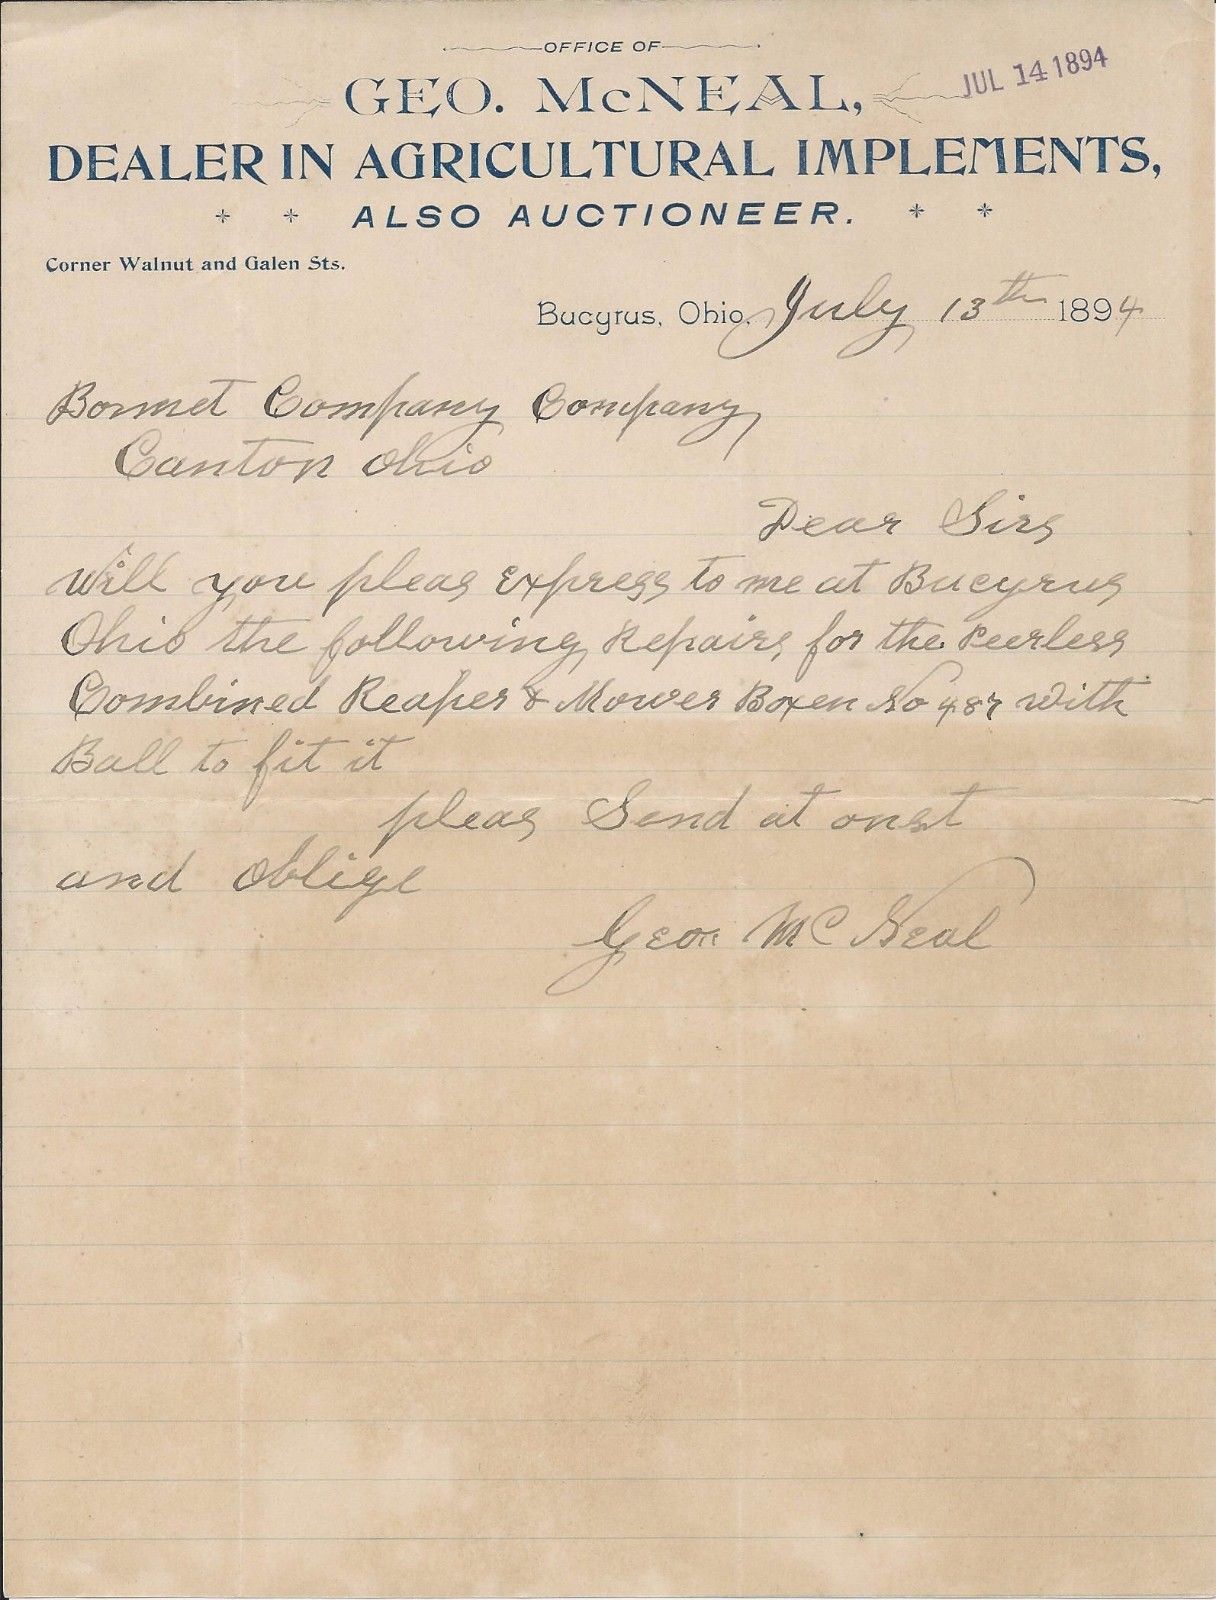 OFFICE OF
GEO. McNEAL,
JUL 14 1894
DEALER IN AGRICULTURAL IMPLEMENTS,
* * ALSO AUCTIONEER. * *
Corner Walnut and Galen Sts.
Bucyrus, Ohio, July 13th 1894
Bonnet Company Company
Canton Ohio
Dear Sirs
Will you pleas Express to me at Bucyrus
Ohio the following Repairs for the Peerless
Combined Reaper & Mower Boxen No 487 With
Ball to fit it
pleas Send at onst
and oblige
Geo. Mc Neal